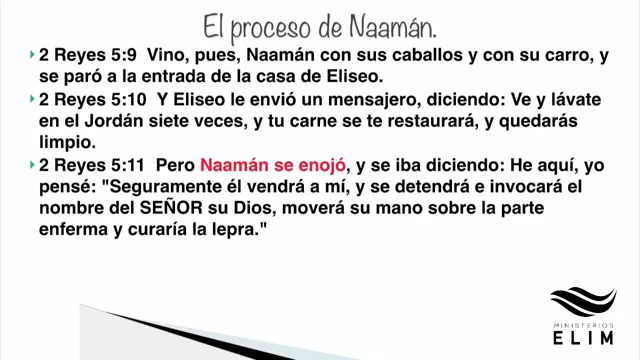 El proceso de Naamán.
2 Reyes 5:9  Vino, pues, Naamán con sus caballos y con su carro, y
se paró a la entrada de la casa de Eliseo.
2 Reyes 5:10  Y Eliseo le envió un mensajero, diciendo: Ve y lávate
en el Jordán siete veces, y tu carne se te restaurará, y quedarás
limpio.
2 Reyes 5:11  Pero Naamán se enojó, y se iba diciendo: He aquí, yo
pensé: "Seguramente él vendrá a mí, y se detendrá e invocará el
nombre del SEÑOR su Dios, moverá su mano sobre la parte
enferma y curaría la lepra."
MINISTERIOS
ELIM